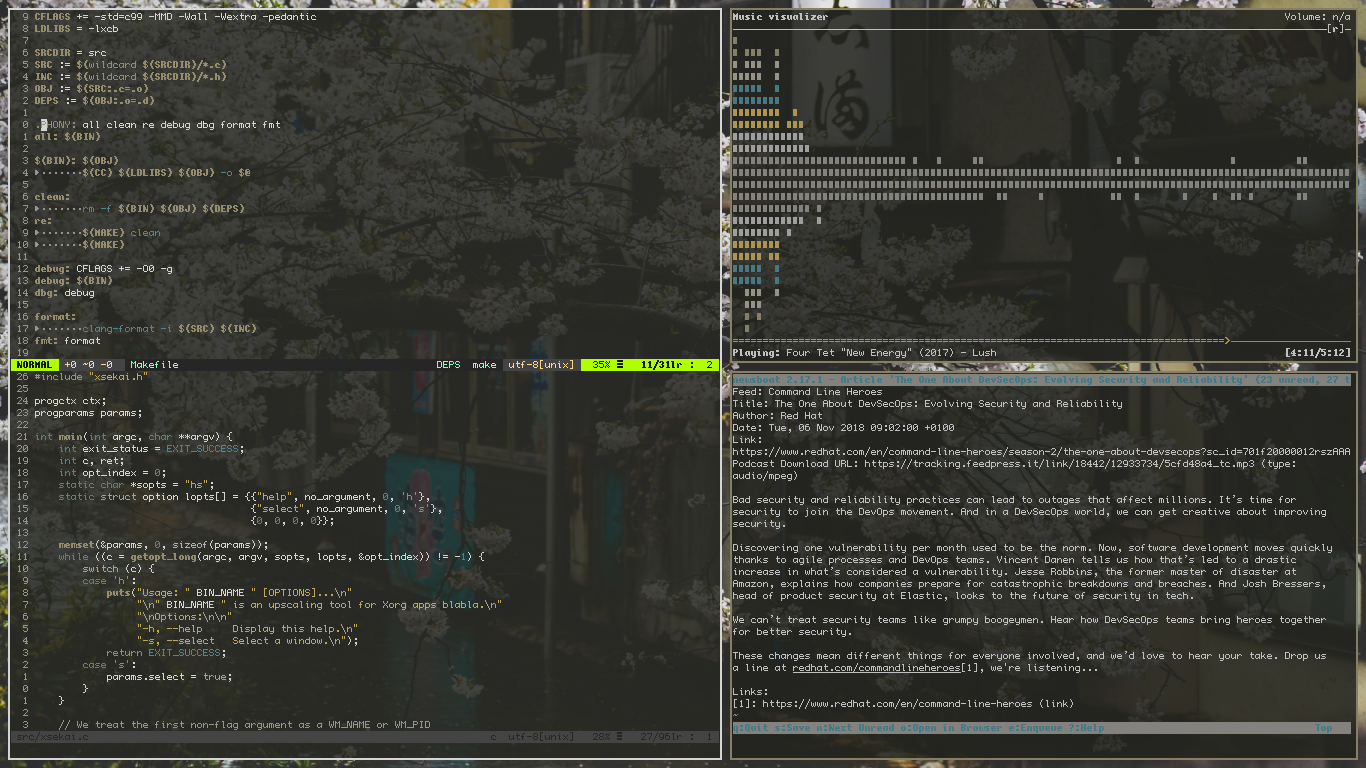 9 CFLAGS += -std=c99 -MMD -Wall -Wextra -pedantic
8 LDLIBS = -lxcb
7
6 SRCDIR = src
5 SRC := $(wildcard $(SRCDIR)/*.c)
4 INC := $(wildcard $(SRCDIR)/*.h)
3 OBJ := $(SRC:.c=.o)
2 DEPS := $(OBJ:.o=.d)
1
0 .PHONY: all clean re debug dbg format fmt
1 all: $(BIN)
2
3 $(BIN): $(OBJ)
4 ▸·······$(CC) $(LDLIBS) $(OBJ) -o $@
5
6 clean:
7 ▸·······rm -f $(BIN) $(OBJ) $(DEPS)
8 re:
9 ▸·······$(MAKE) clean
10 ▸·······$(MAKE)
11
12 debug: CFLAGS += -O0 -g
13 debug: $(BIN)
14 dbg: debug
15
16 format:
17 ▸·······clang-format -i $(SRC) $(INC)
18 fmt: format
19
NORMAL +0 ~0 -0 Makefile DEPS make utf-8[unix] 35% ☰ 11/31㏑ : 2
26 #include "xsekai.h"
25
24 progctx ctx;
23 progparams params;
22
21 int main(int argc, char **argv) {
20     int exit_status = EXIT_SUCCESS;
19     int c, ret;
18     int opt_index = 0;
17     static char *sopts = "hs";
16     static struct option lopts[] = {{"help", no_argument, 0, 'h'},
15                                     {"select", no_argument, 0, 's'},
14                                     {0, 0, 0, 0}};
13
12     memset(&params, 0, sizeof(params));
11     while ((c = getopt_long(argc, argv, sopts, lopts, &opt_index)) != -1) {
10         switch (c) {
9         case 'h':
8             puts("Usage: " BIN_NAME " [OPTIONS]...\n"
7                  "\n" BIN_NAME " is an upscaling tool for Xorg apps blabla.\n"
6                  "\nOptions:\n\n"
5                  "-h, --help     Display this help.\n"
4                  "-s, --select   Select a window.\n");
3             return EXIT_SUCCESS;
2         case 's':
1             params.select = true;
0         }
1     }
2
3     // We treat the first non-flag argument as a WM_NAME or WM_PID
src/xsekai.c c utf-8[unix] 28% ☰ 27/96㏑ : 1
Music visualizer Volume: n/a
[r]
Playing: Four Tet "New Energy" (2017) - Lush [4:11/5:12]
newsboat 2.17.1 - Article 'The One About DevSecOps: Evolving Security and Reliability' (23 unread, 27 t
Feed: Command Line Heroes
Title: The One About DevSecOps: Evolving Security and Reliability
Author: Red Hat
Date: Tue, 06 Nov 2018 09:02:00 +0100
Link:
https://www.redhat.com/en/command-line-heroes/season-2/the-one-about-devsecops?sc_id=701f20000012rszAAA
Podcast Download URL: https://tracking.feedpress.it/link/18442/12933734/5cfd48a4_tc.mp3 (type:
audio/mpeg)
Bad security and reliability practices can lead to outages that affect millions. It's time for
security to join the DevOps movement. And in a DevSecOps world, we can get creative about improving
security.
Discovering one vulnerability per month used to be the norm. Now, software development moves quickly
thanks to agile processes and DevOps teams. Vincent Danen tells us how that's led to a drastic
increase in what's considered a vulnerability. Jesse Robbins, the former master of disaster at
Amazon, explains how companies prepare for catastrophic breakdowns and breaches. And Josh Bressers,
head of product security at Elastic, looks to the future of security in tech.
We can't treat security teams like grumpy boogeymen. Hear how DevSecOps teams bring heroes together
for better security.
These changes mean different things for everyone involved, and we'd love to hear your take. Drop us
a line at redhat.com/commandlineheroes[1], we're listening...
Links:
[1]: https://www.redhat.com/en/command-line-heroes (link)
~
q:Quit s:Save n:Next Unread o:Open in Browser e:Enqueue ?:Help Top